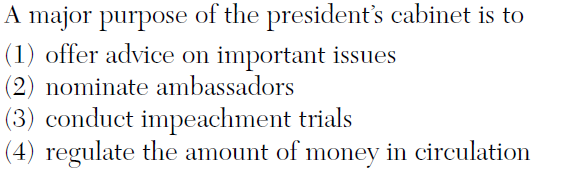 A major purpose of the president’s cabinet is to
(1) offer advice on important issues
(2) nominate ambassadors
(3) conduct impeachment trials
(4) regulate the amount of money in circulation